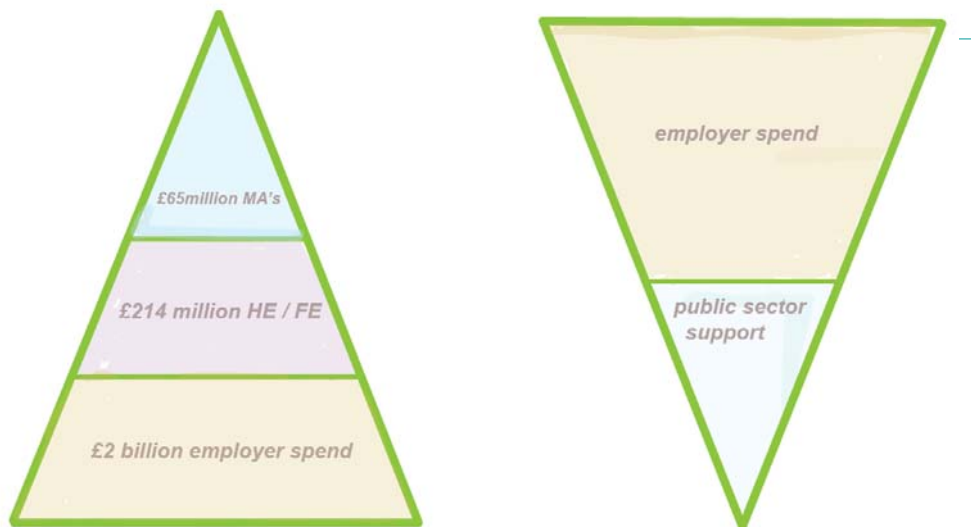 £65million MA's
£214 million HE / FE
£2 billion employer spend
employer spend
public sector
support